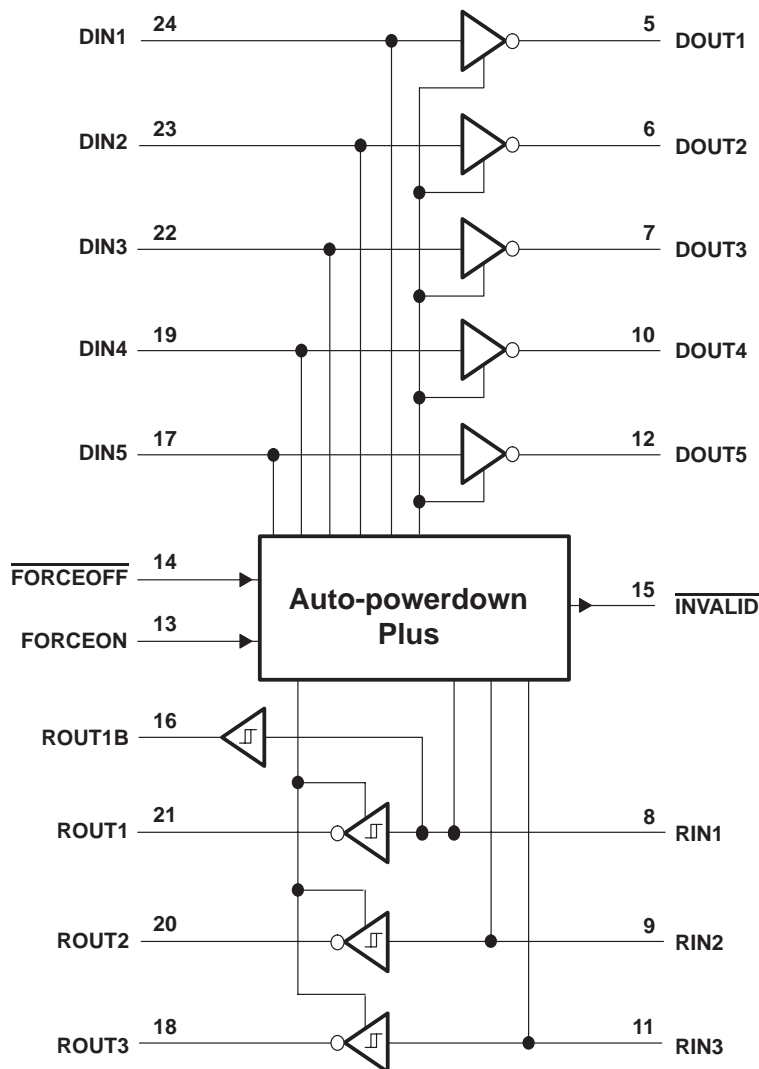 DIN1 24 5 DOUT1
DIN2 23 6 DOUT2
DIN3 22 7 DOUT3
DIN4 19 10 DOUT4
DIN5 17 12 DOUT5
FORCEOFF 14
Auto-powerdown
Plus
15 INVALID
FORCEON 13
ROUT1B 16
ROUT1 21 8 RIN1
ROUT2 20 9 RIN2
ROUT3 18 11 RIN3